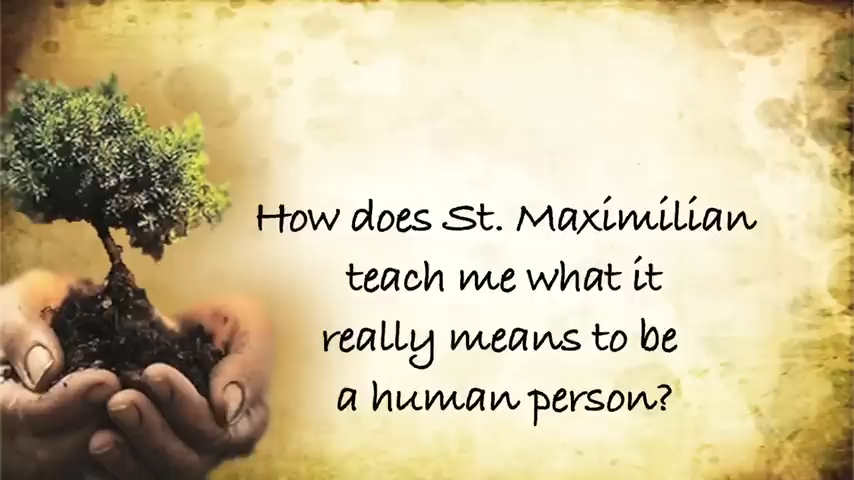 How does St. Maximilian
teach me what it
really means to be
a human person?